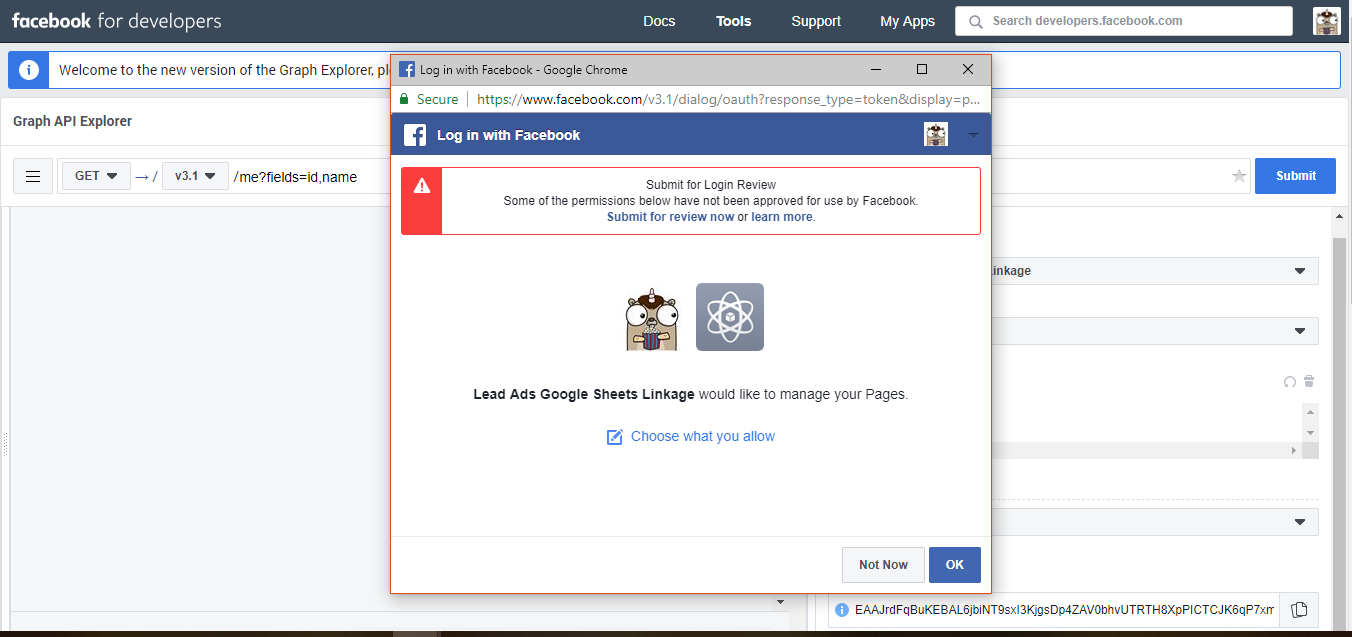 facebook for developers
Docs
Tools
Support
My Apps
Search developers.facebook.com
Welcome to the new version of the Graph Explorer,
Log in with Facebook - Google Chrome
Secure
https://www.facebook.com/v3.1/dialog/oauth?response_type=token&display=p...
Graph API Explorer
Log in with Facebook
GET
→ /
v3.1
/me?fields=id,name
Submit
Submit for Login Review
Some of the permissions below have not been approved for use by Facebook.
Submit for review now or learn more.
Lead Ads Google Sheets Linkage would like to manage your Pages.
Choose what you allow
Not Now
OK